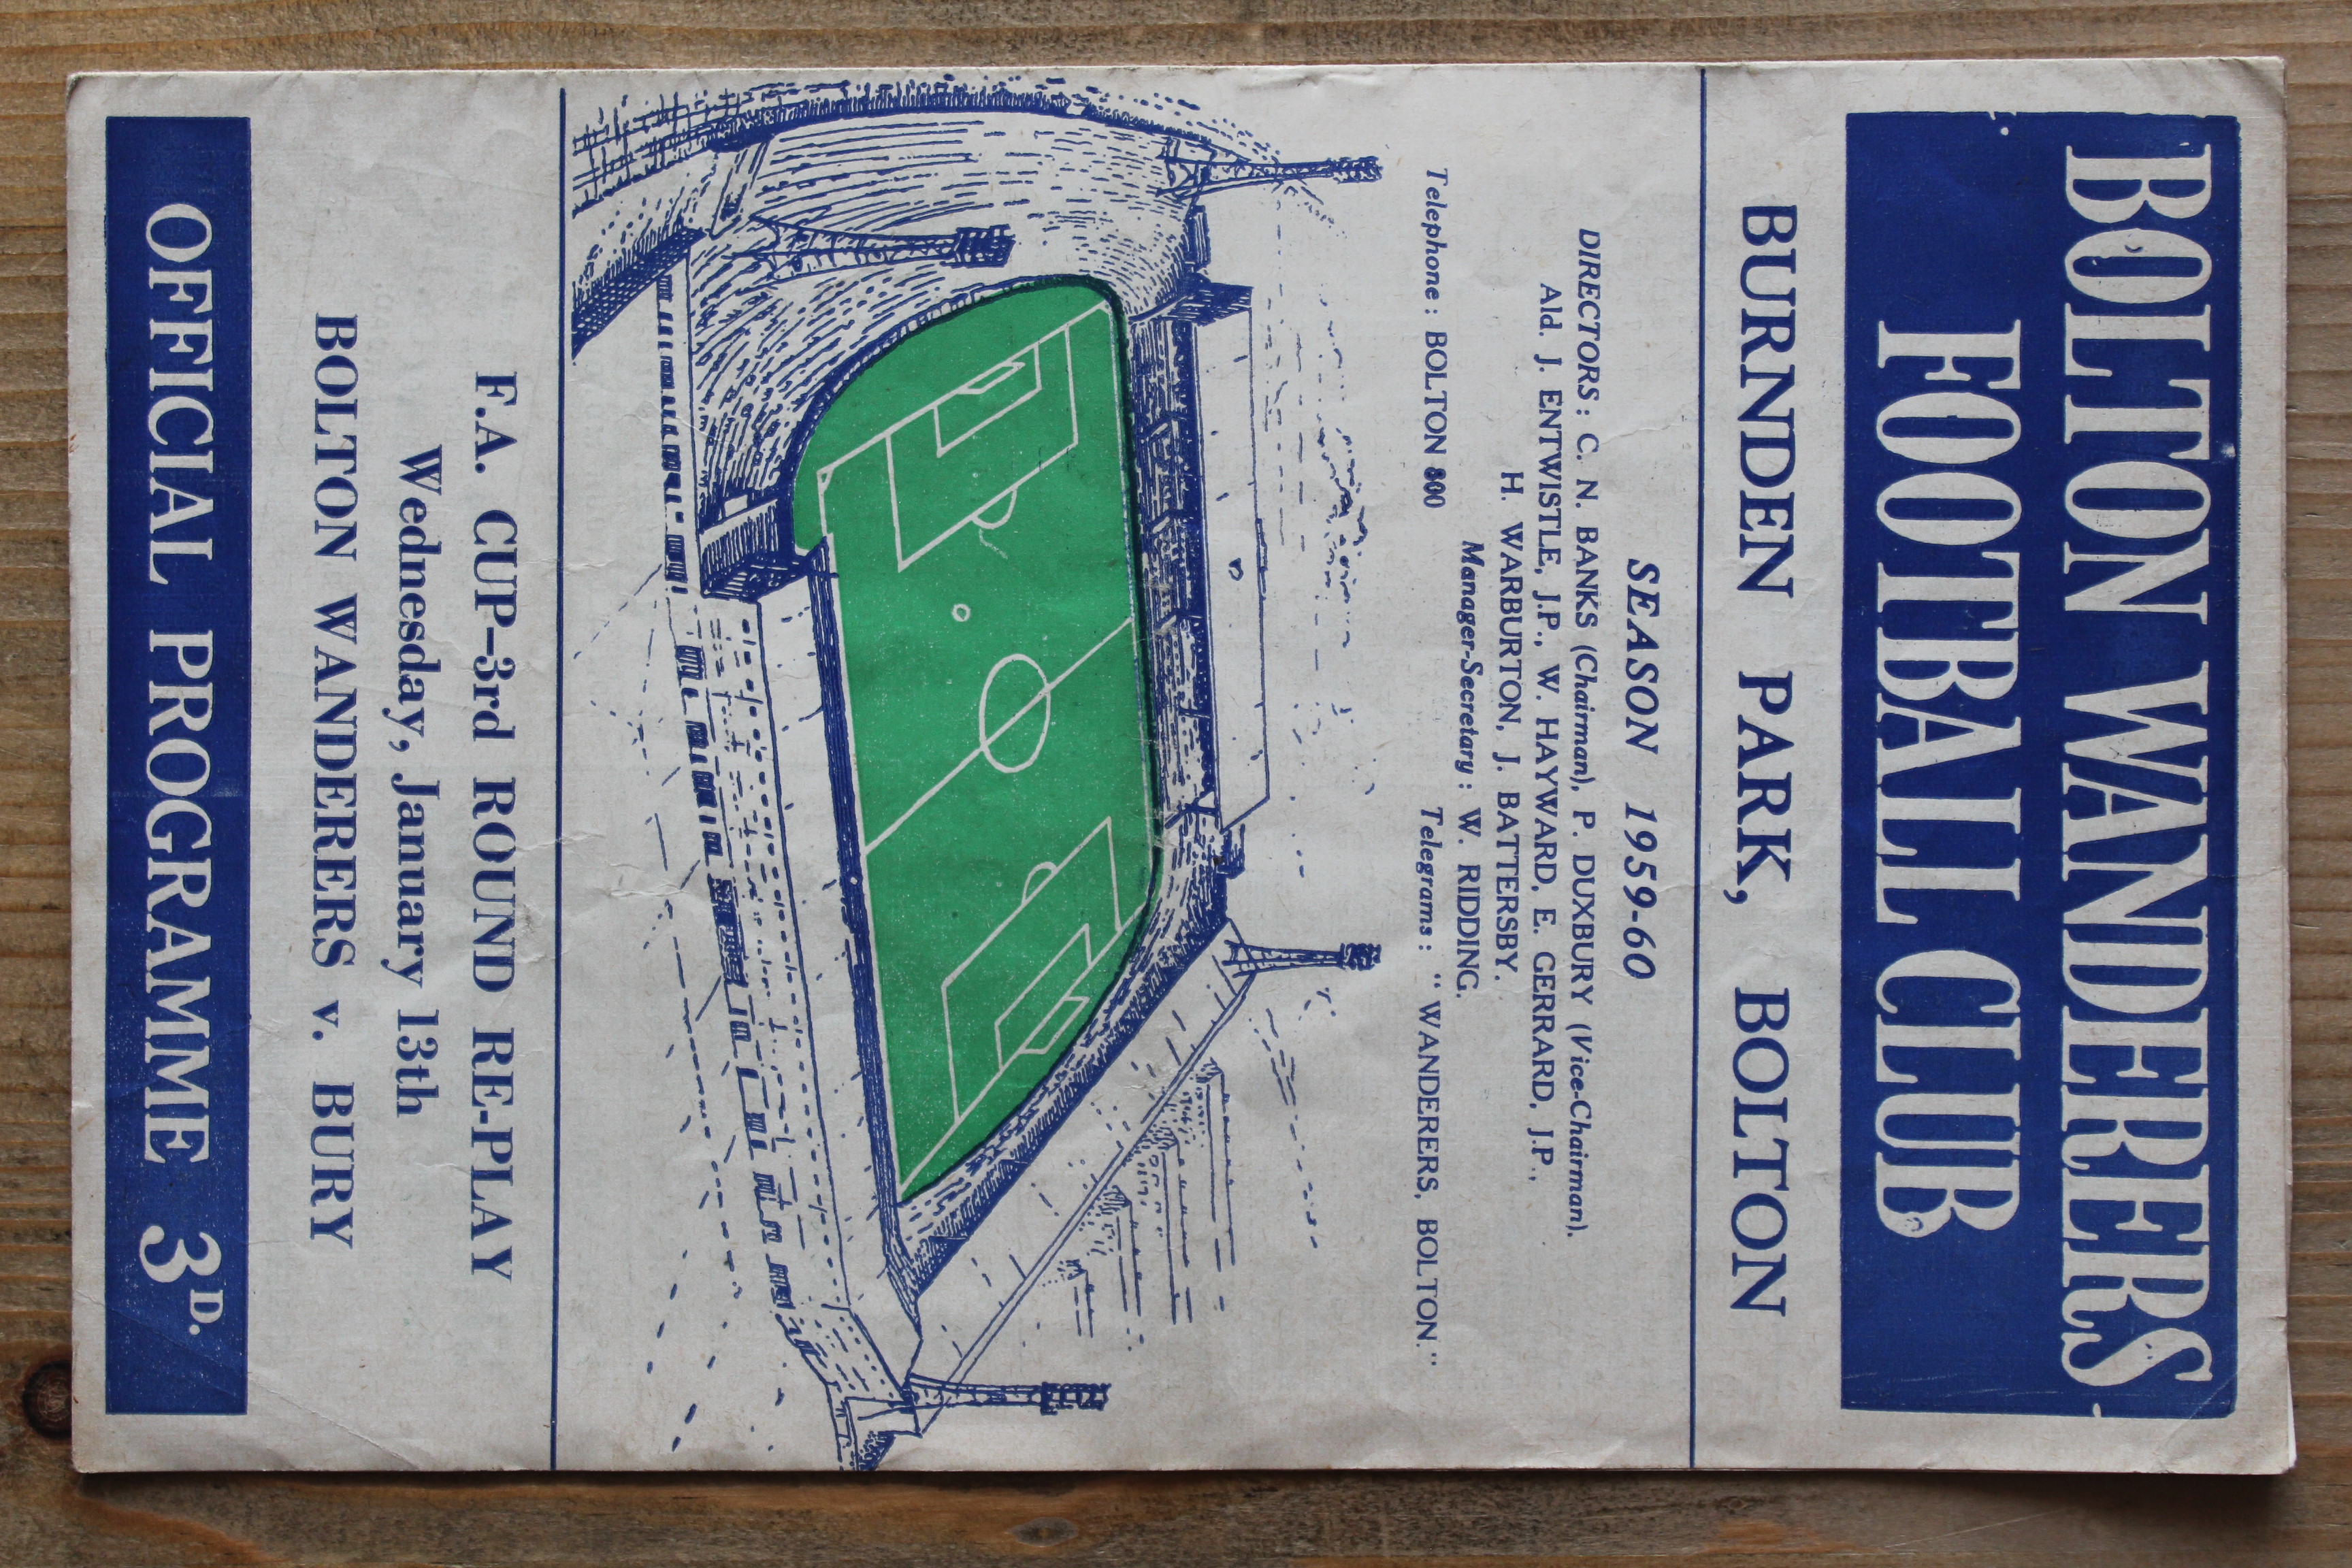 BOLTON WANDERERS
FOOTBALL CLUB
BURNDEN PARK, BOLTON
SEASON 1959-60
DIRECTORS : C. N. BANKS (Chairman), P. DUXBURY (Vice-Chairman).
Ald. J. ENTWISTLE, J.P., W. HAYWARD, E. GERRARD, J.P.,
H. WARBURTON, J. BATTERSBY.
Manager-Secretary : W. RIDDING.
Telephone : BOLTON 800 Telegrams : " WANDERERS, BOLTON."
F.A. CUP—3rd ROUND RE-PLAY
Wednesday, January 13th
BOLTON WANDERERS v. BURY
OFFICIAL PROGRAMME 3D.